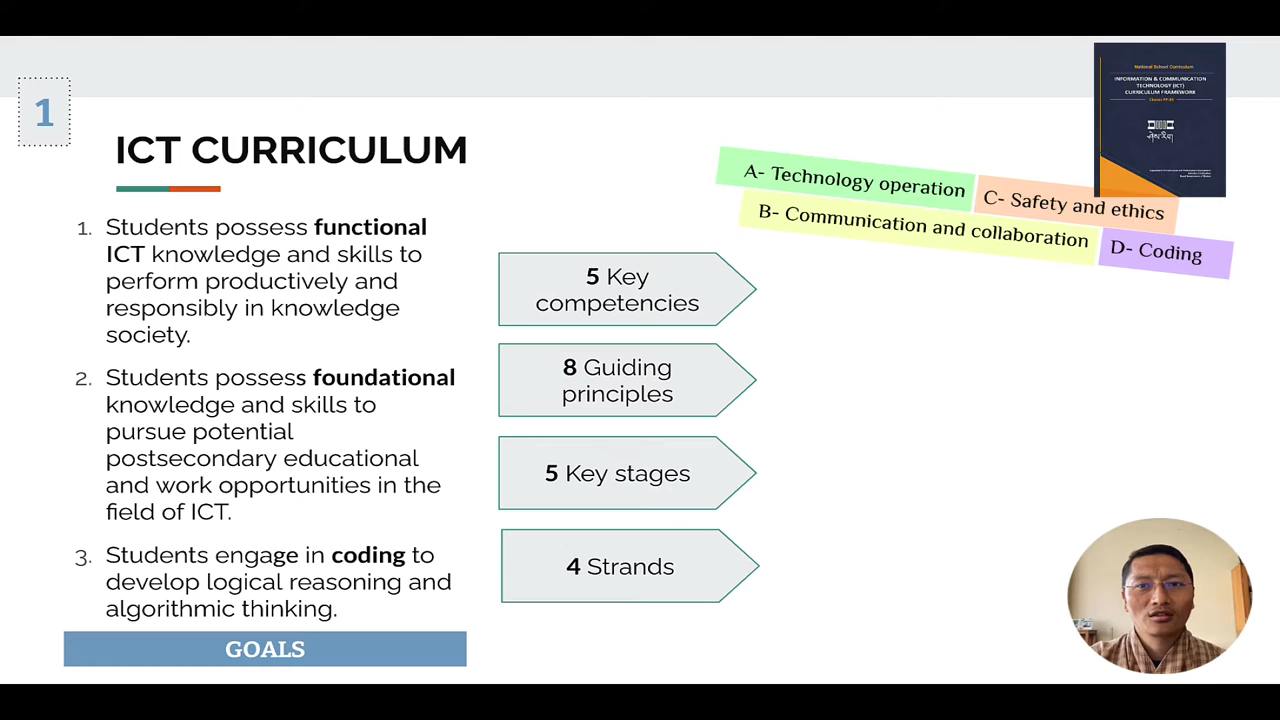 1
ICT CURRICULUM
1. Students possess functional
ICT knowledge and skills to
perform productively and
responsibly in knowledge
society.
2. Students possess foundational
knowledge and skills to
pursue potential
postsecondary educational
and work opportunities in the
field of ICT.
3. Students engage in coding to
develop logical reasoning and
algorithmic thinking.
GOALS
5 Key
competencies
8 Guiding
principles
5 Key stages
4 Strands
A- Technology operation
C- Safety and ethics
B- Communication and collaboration
D- Coding
National School Curriculum
INFORMATION & COMMUNICATION
TECHNOLOGY (ICT)
CURRICULUM FRAMEWORK